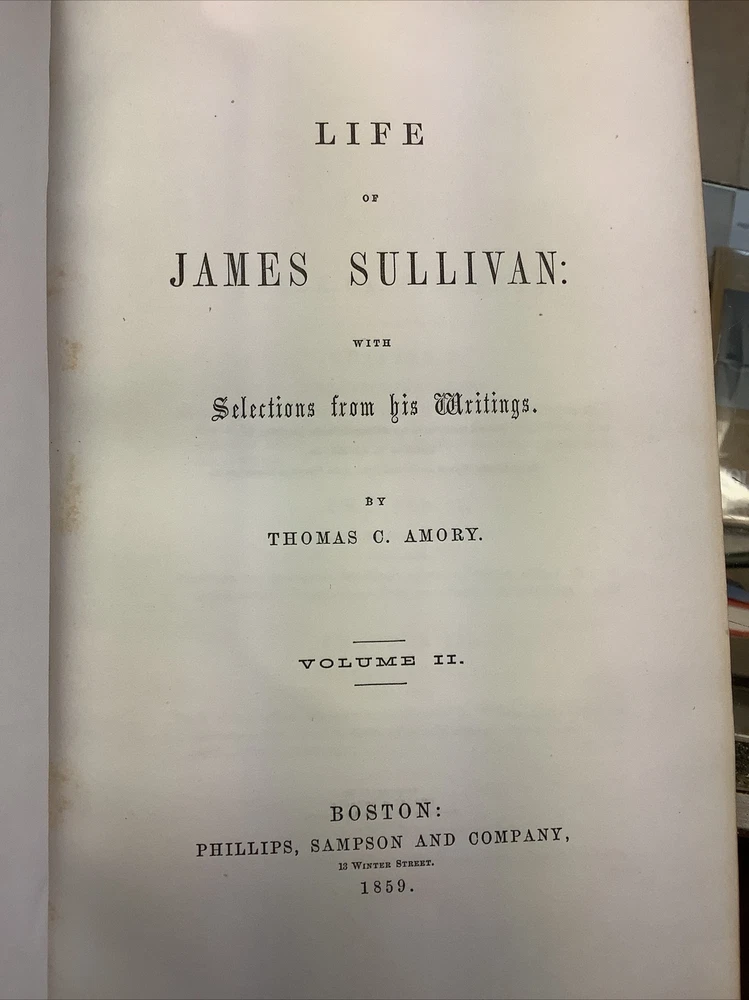 LIFE
OF
JAMES SULLIVAN:
WITH
Selections from his Writings.
BY
THOMAS C. AMORY.
VOLUME II.
BOSTON:
PHILLIPS, SAMPSON AND COMPANY,
13 WINTER STREET.
1859.